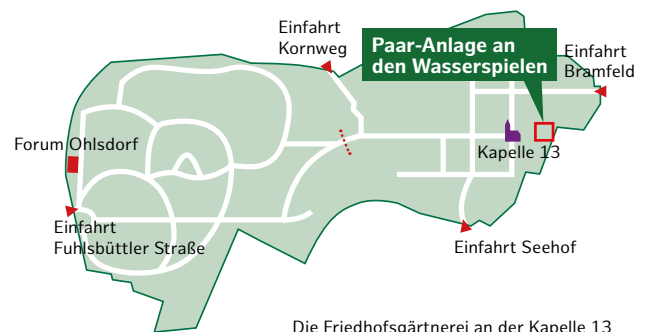 Einfahrt
Kornweg
Paar-Anlage an
den Wasserspielen
Einfahrt
Bramfeld
Forum Ohlsdorf
Kapelle 13
Einfahrt
Fuhlsbüttler Straße
Einfahrt Seehof
Die Friedhofsgärtnerei an der Kapelle 13